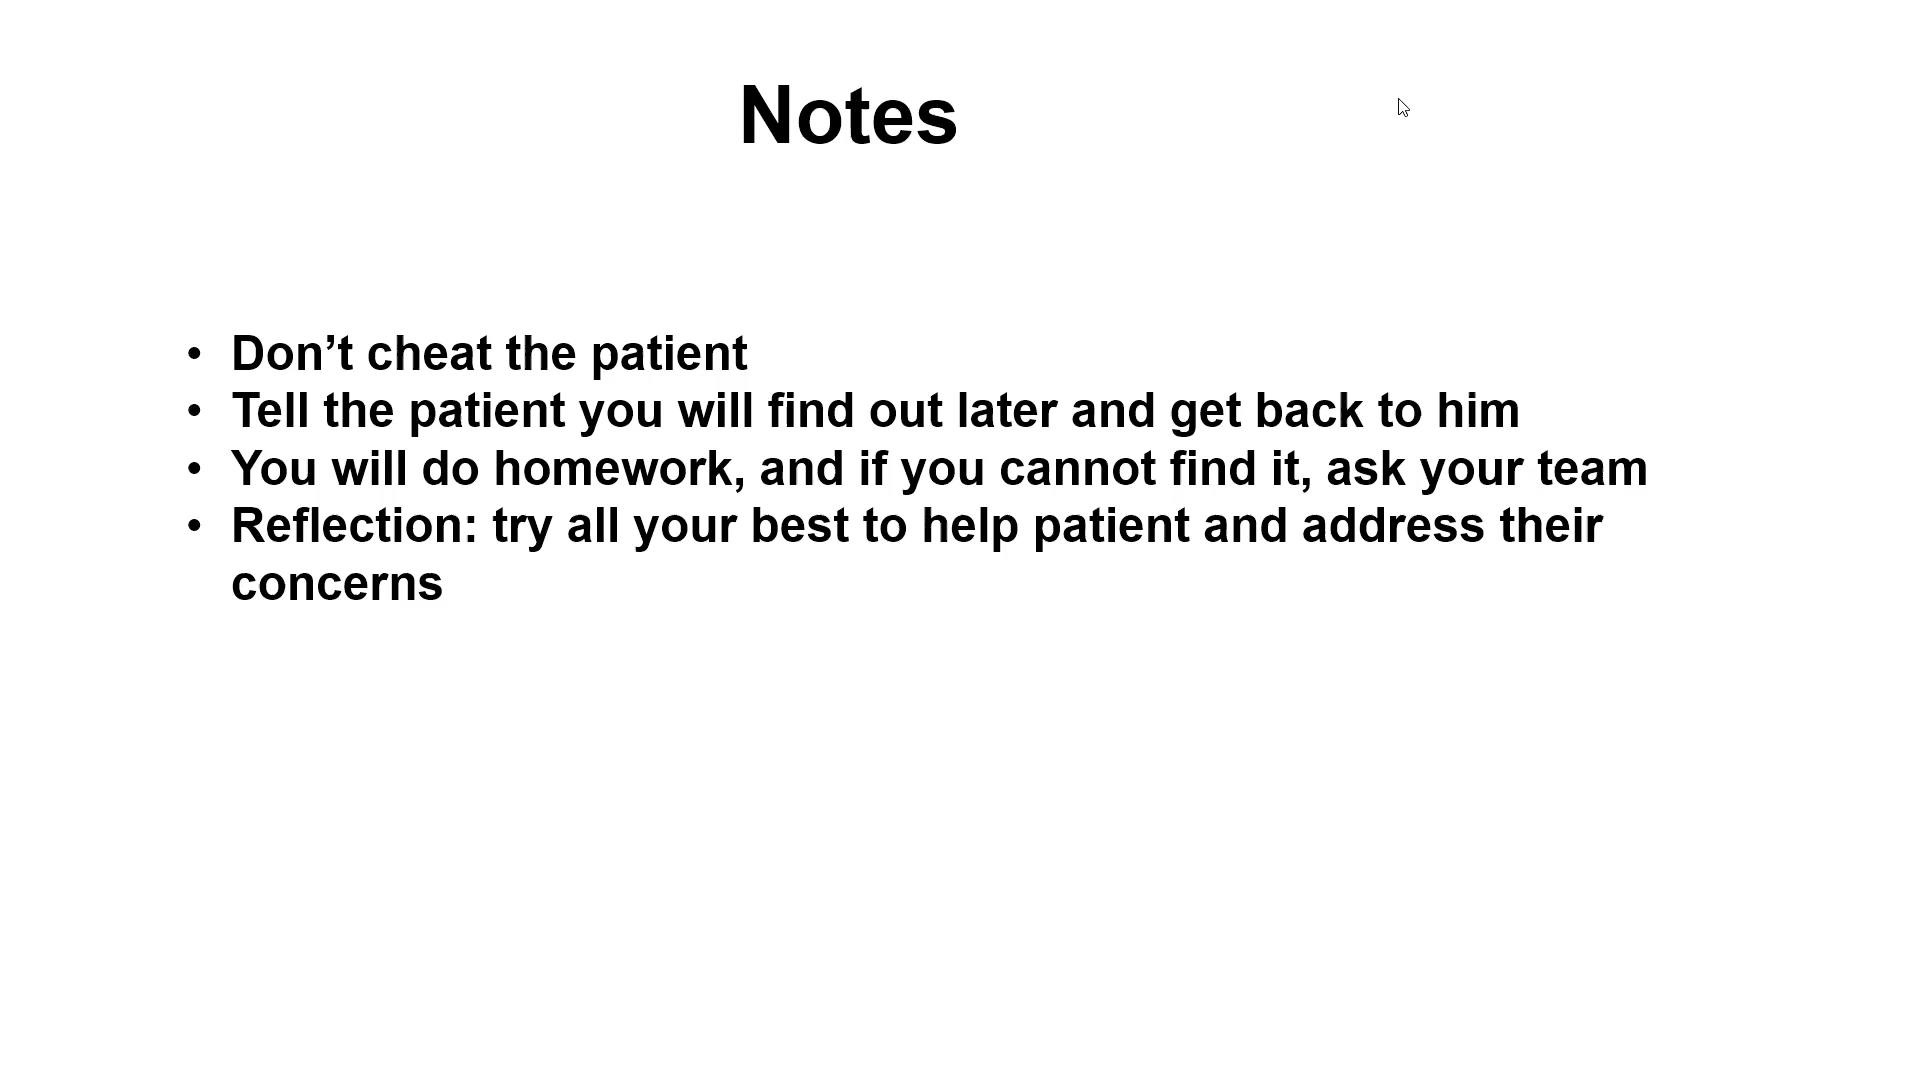 Notes
• Don’t cheat the patient
• Tell the patient you will find out later and get back to him
• You will do homework, and if you cannot find it, ask your team
• Reflection: try all your best to help patient and address their
concerns